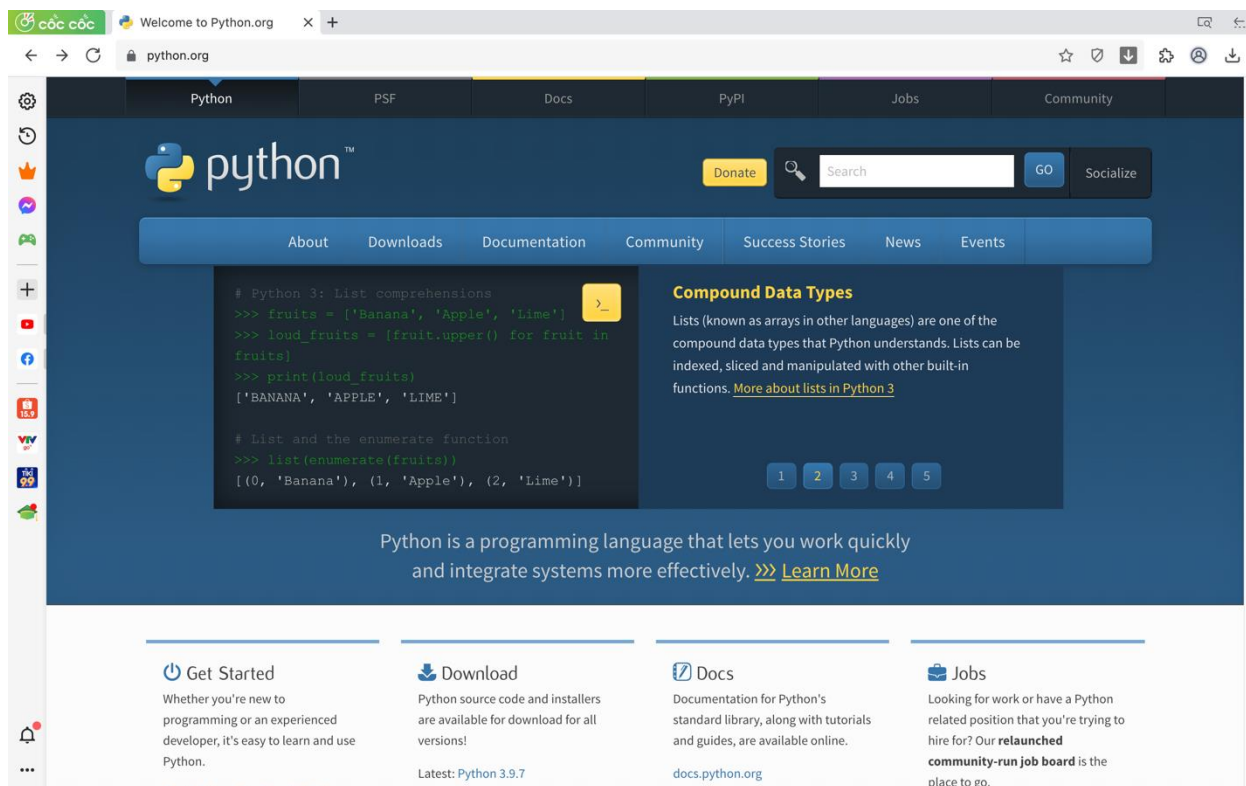 cốc cốc
Welcome to Python.org
python.org
Python
PSF
Docs
PyPI
Jobs
Community
python™
Donate
Search
GO
Socialize
About
Downloads
Documentation
Community
Success Stories
News
Events
# Python 3: List comprehensions
>>> fruits = ['Banana', 'Apple', 'Lime']
>>> loud_fruits = [fruit.upper() for fruit in
fruits]
>>> print(loud_fruits)
['BANANA', 'APPLE', 'LIME']
# List and the enumerate function
>>> list(enumerate(fruits))
[(0, 'Banana'), (1, 'Apple'), (2, 'Lime')]
>_
Compound Data Types
Lists (known as arrays in other languages) are one of the
compound data types that Python understands. Lists can be
indexed, sliced and manipulated with other built-in
functions. More about lists in Python 3
1
2
3
4
5
Python is a programming language that lets you work quickly
and integrate systems more effectively. >>> Learn More
Get Started
Whether you're new to
programming or an experienced
developer, it's easy to learn and use
Python.
Download
Python source code and installers
are available for download for all
versions!
Latest: Python 3.9.7
Docs
Documentation for Python's
standard library, along with tutorials
and guides, are available online.
docs.python.org
Jobs
Looking for work or have a Python
related position that you're trying to
hire for? Our relaunched
community-run job board is the
place to go.
15.9
VTV
go
TIKI
99